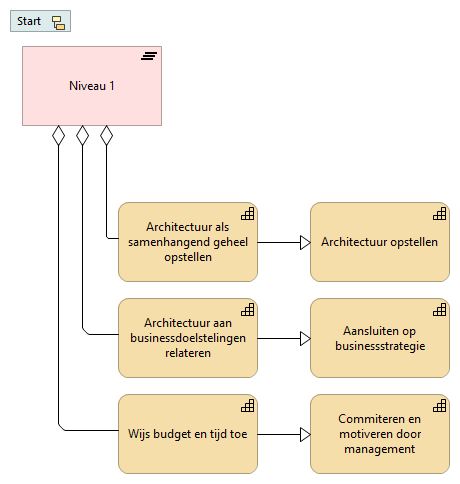 Start
Niveau 1
Architectuur als
samenhangend geheel
opstellen
Architectuur opstellen
Architectuur aan
businessdoelstelingen
relateren
Aansluiten op
businessstrategie
Wijs budget en tijd toe
Commiteren en
motiveren door
management